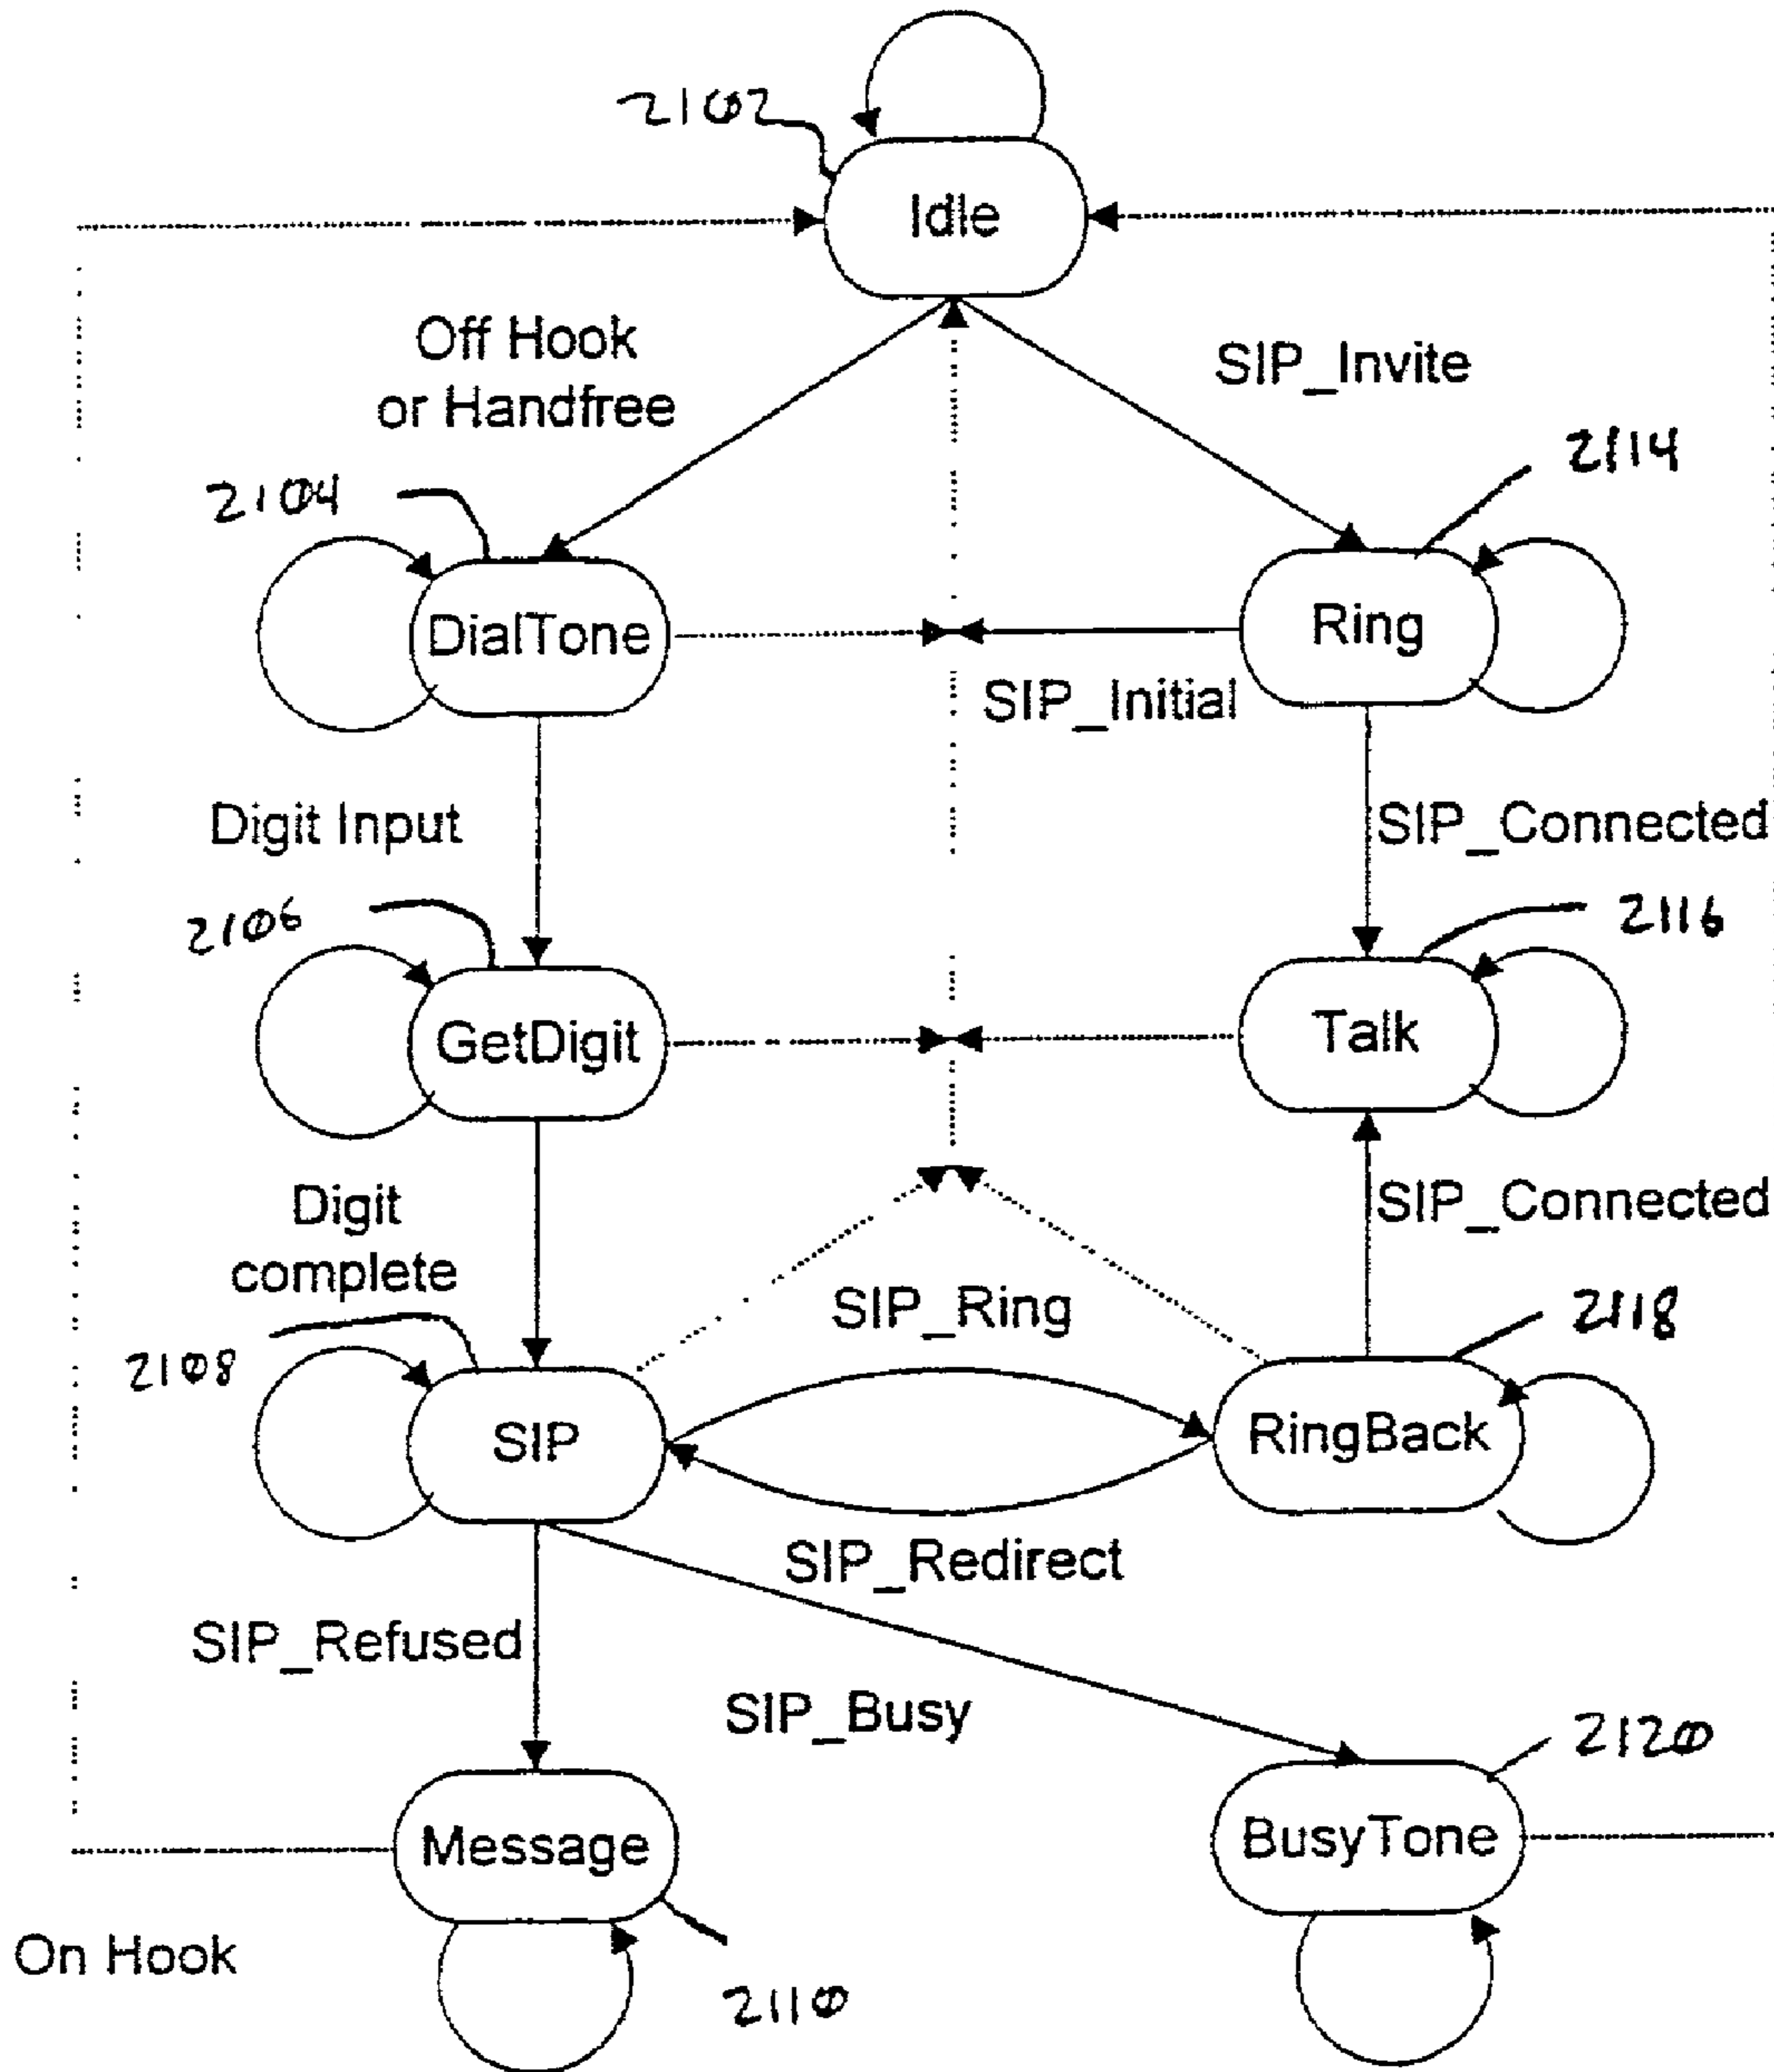 2102
Idle
Off Hook
or Handfree
SIP_Invite
2104
2114
DialTone
Ring
SIP_Initial
Digit Input
SIP_Connected
2106
2116
GetDigit
Talk
Digit
complete
SIP_Connected
SIP_Ring
2108
2118
SIP
RingBack
SIP_Redirect
SIP_Refused
SIP_Busy
2120
Message
BusyTone
On Hook
2110